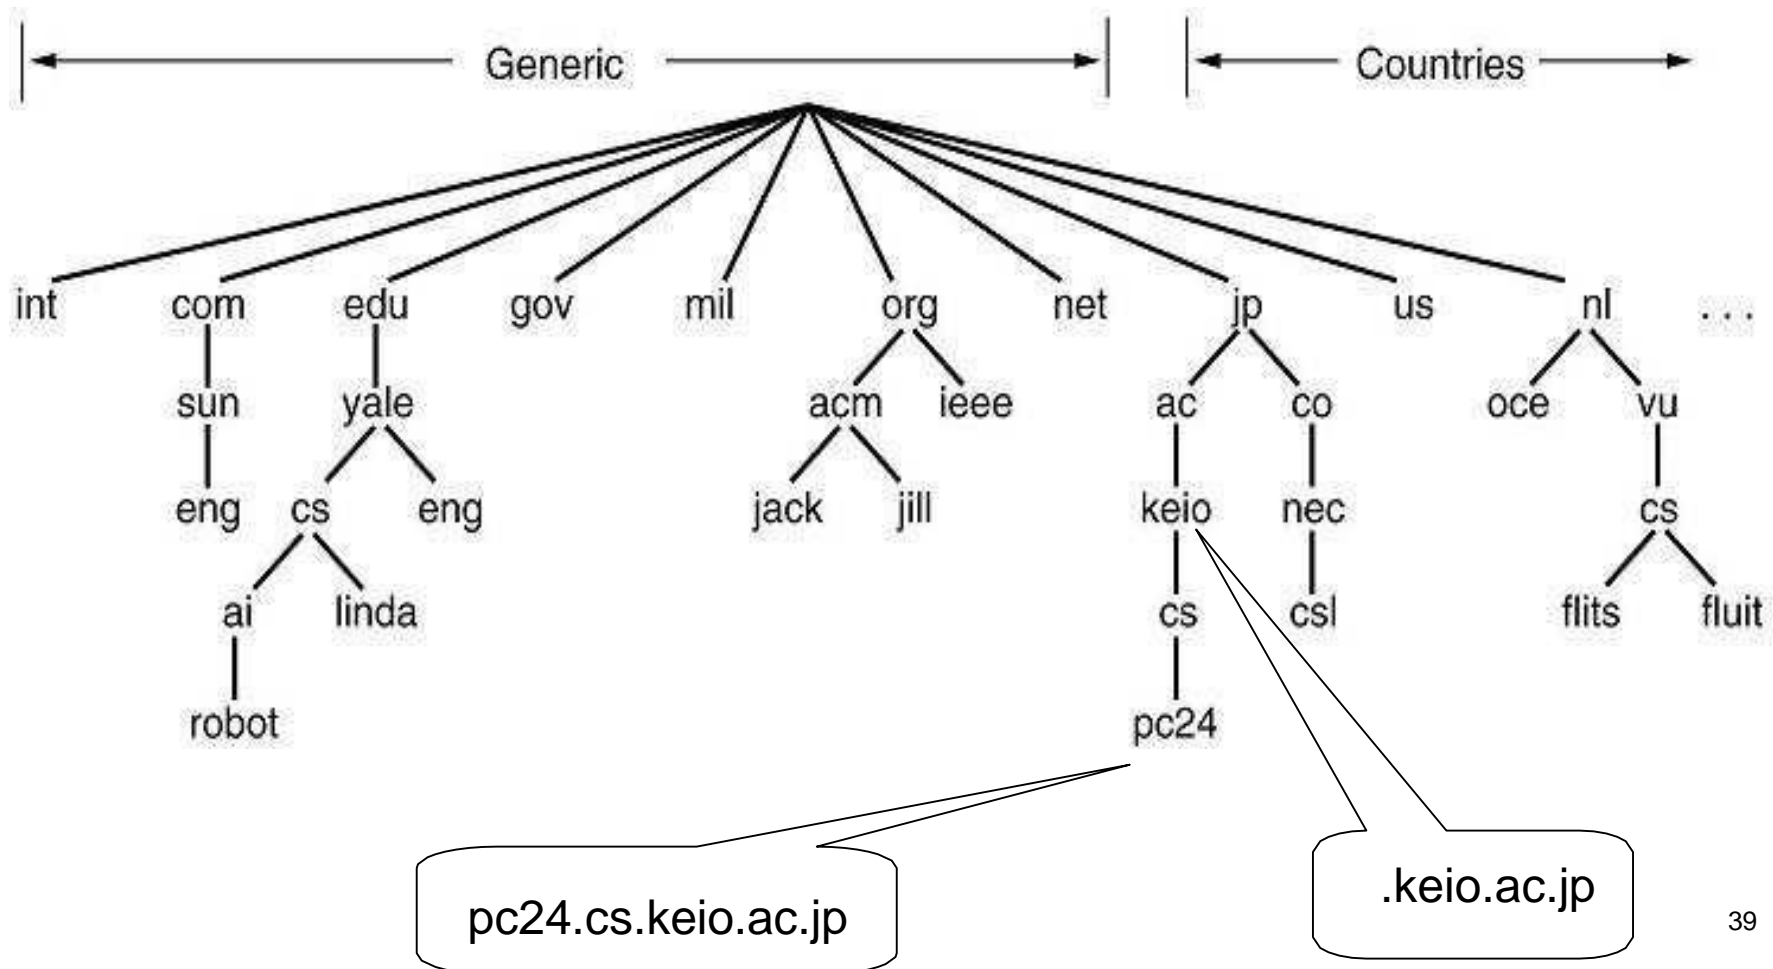 Generic Countries
int com edu gov mil org net jp us nl ...
sun yale acm ieee ac co oce vu
eng cs eng jack jill keio nec cs
ai linda cs csl flits fluit
robot pc24
.keio.ac.jp
pc24.cs.keio.ac.jp
39